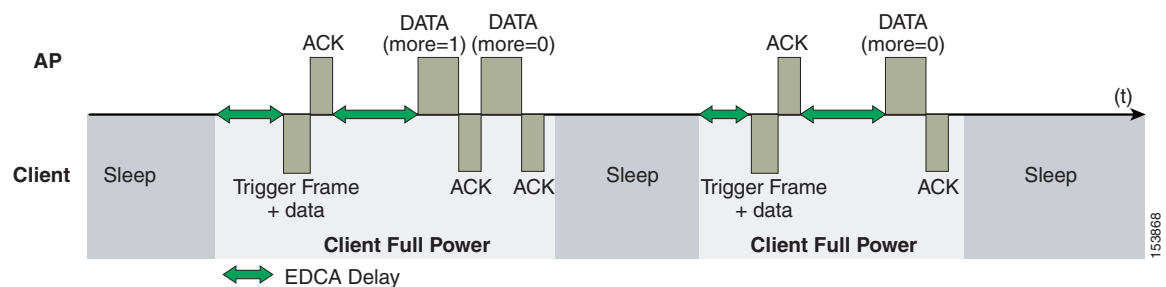 DATA
DATA
ACK
(more=1) (more=0)
ACK
(more=0)
AP
(t)
Client
Sleep
Trigger Frame
+ data
ACK
ACK
Sleep
Trigger Frame
+ data
ACK
Sleep
Client Full Power
Client Full Power
EDCA Delay
153868
DATA